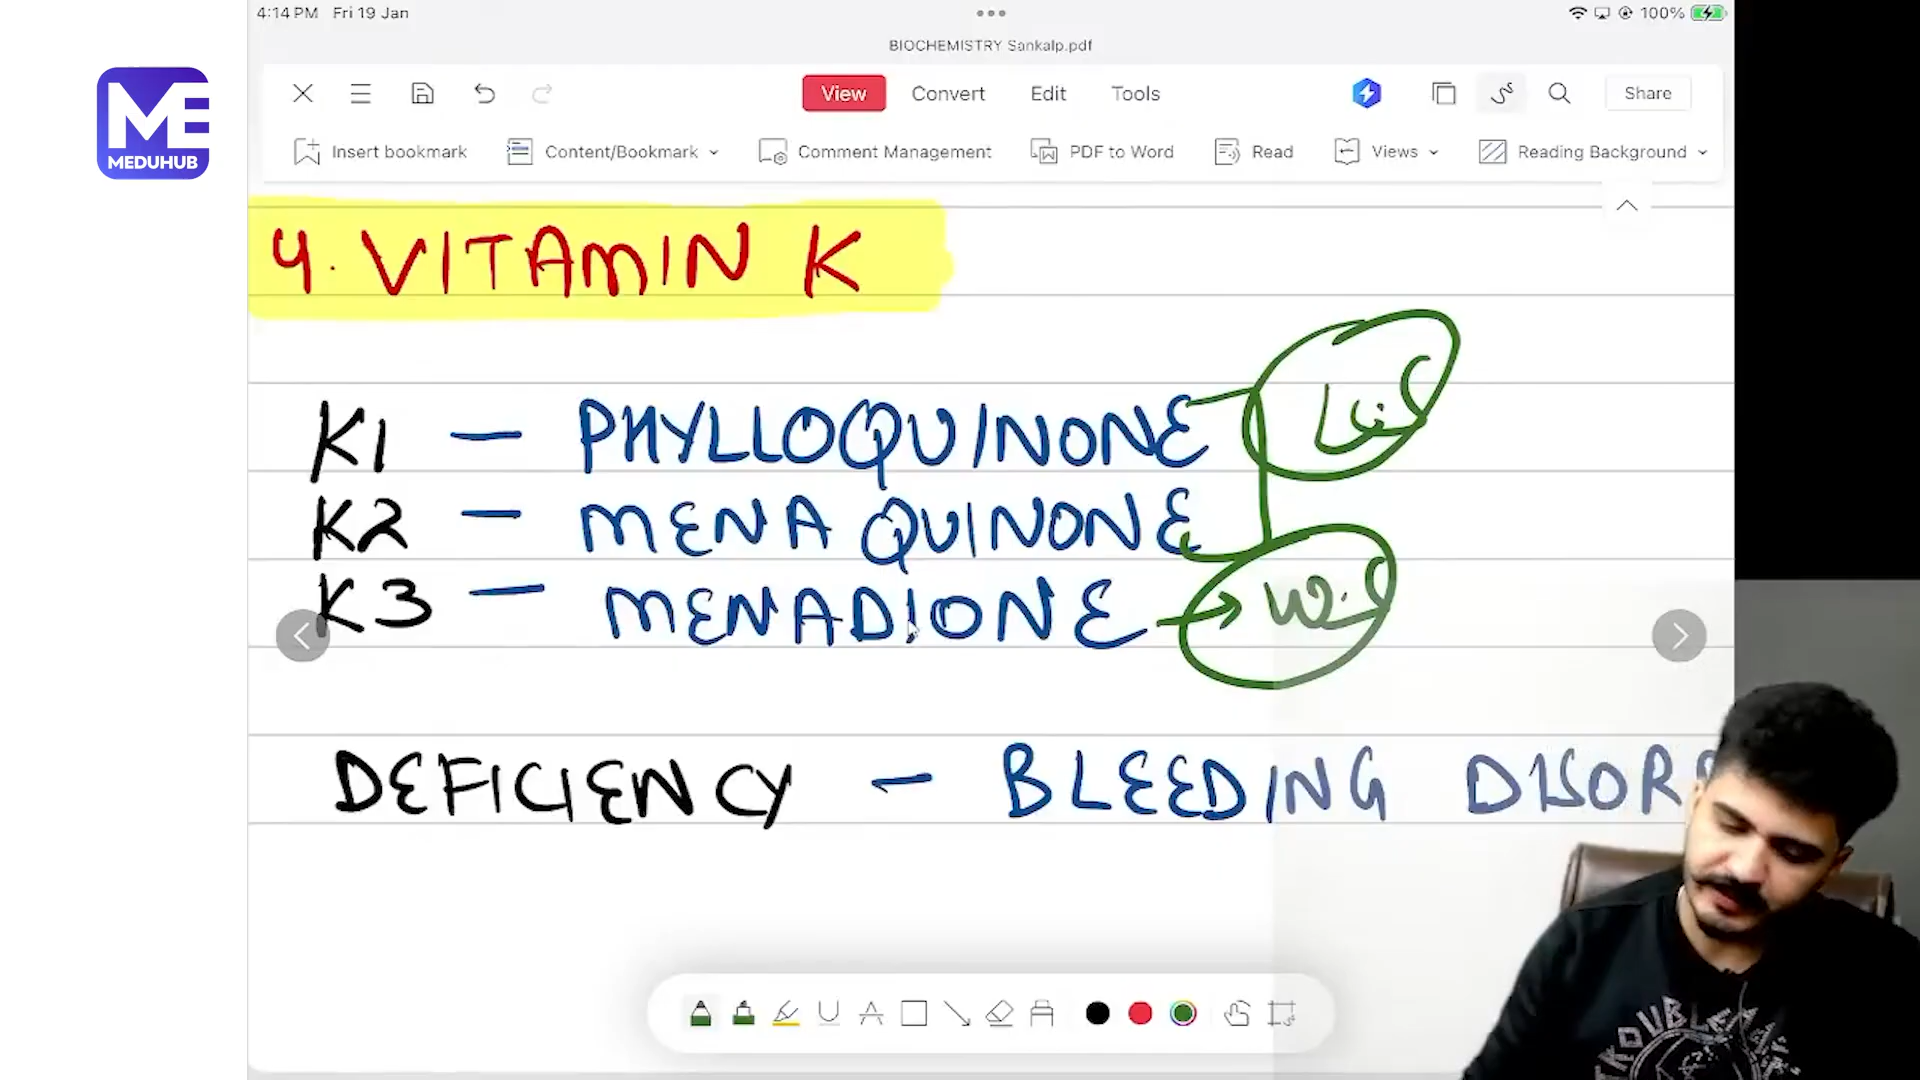 4:14 PM Fri 19 Jan
100%
BIOCHEMISTRY Sankalp.pdf
ME
MEDUHUB
View Convert Edit Tools
Share
Insert bookmark Content/Bookmark Comment Management PDF to Word Read Views Reading Background
4. VITAMIN K
K1 — PHYLLOQUINONE
K2 — MENAQUINONE
K3 — MENADIONE
DEFICIENCY — BLEEDING DISOR